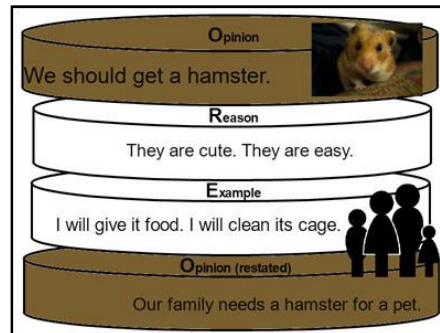 Opinion
We should get a hamster.
Reason
They are cute. They are easy.
Example
I will give it food. I will clean its cage.
Opinion (restated)
Our family needs a hamster for a pet.